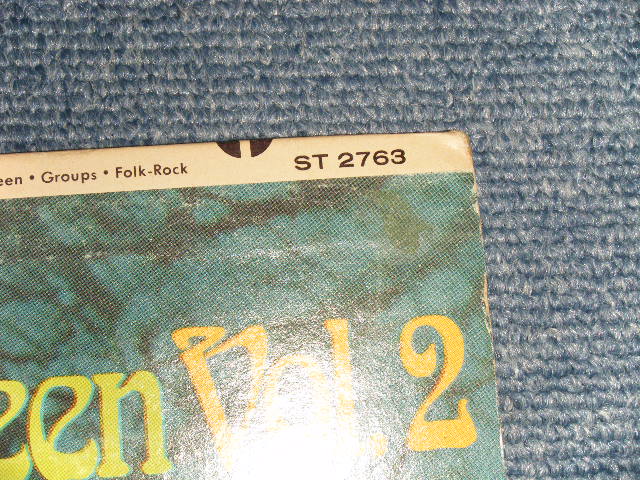 een • Groups • Folk-Rock
ST 2763
een Vol. 2